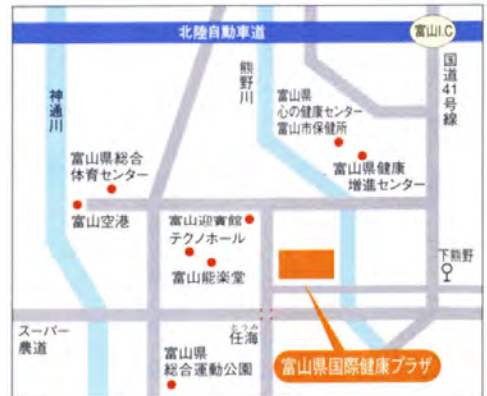 北陸自動車道
富山I.C
国道41号線
熊野川
神通川
富山県
心の健康センター
富山市保健所
富山県総合
体育センター
富山県健康
増進センター
富山空港
富山迎賓館
テクノホール
富山能楽堂
下熊野
スーパー
農道
とうみ
任海
富山県
総合運動公園
富山県国際健康プラザ